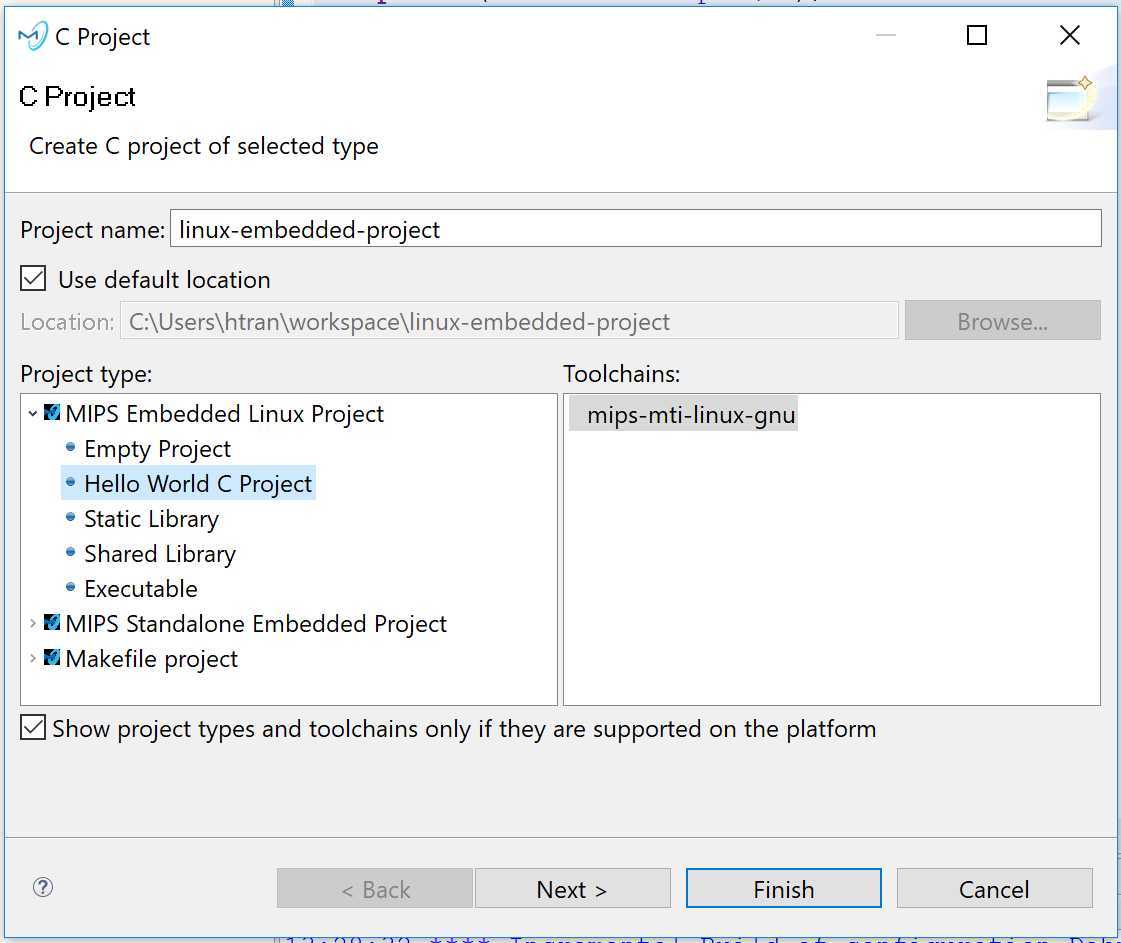 C Project
C Project
Create C project of selected type
Project name: linux-embedded-project
Use default location
Location: C:\Users\htran\workspace\linux-embedded-project Browse...
Project type: Toolchains:
MIPS Embedded Linux Project mips-mti-linux-gnu
Empty Project
Hello World C Project
Static Library
Shared Library
Executable
MIPS Standalone Embedded Project
Makefile project
Show project types and toolchains only if they are supported on the platform
< Back Next > Finish Cancel